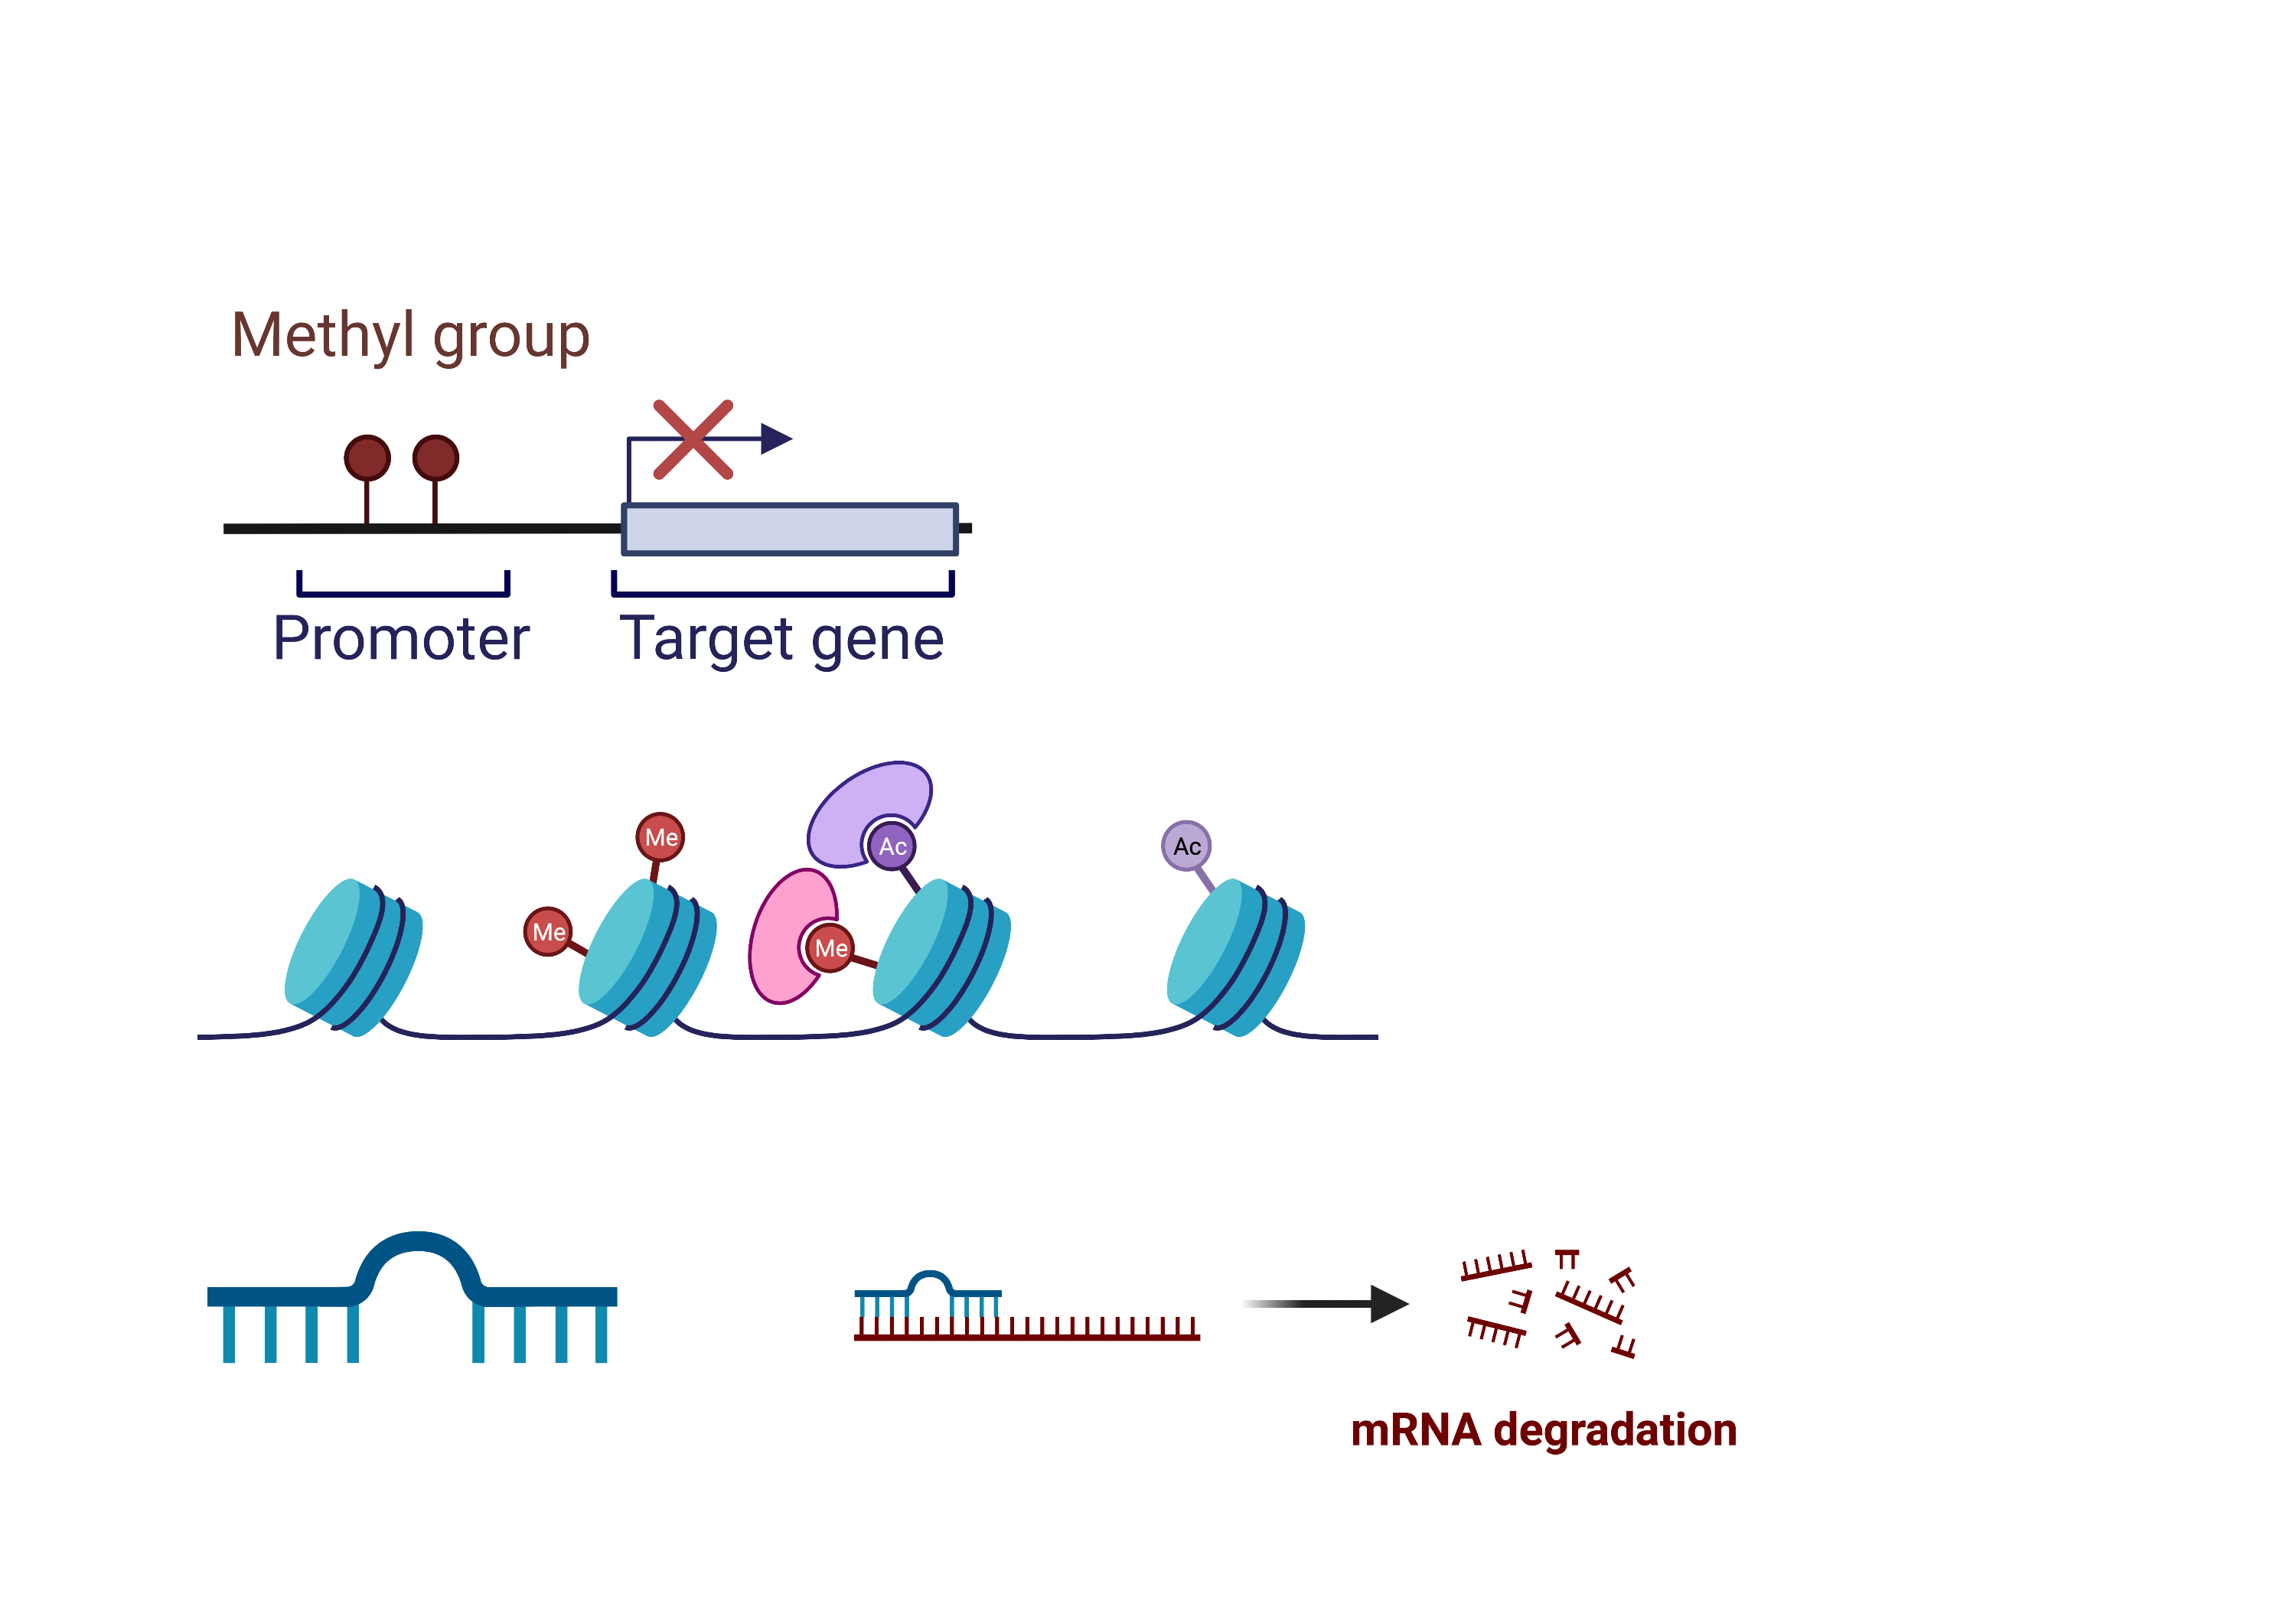 Methyl group
Promoter
Target gene
Me
Ac
Ac
Me
Me
mRNA degradation